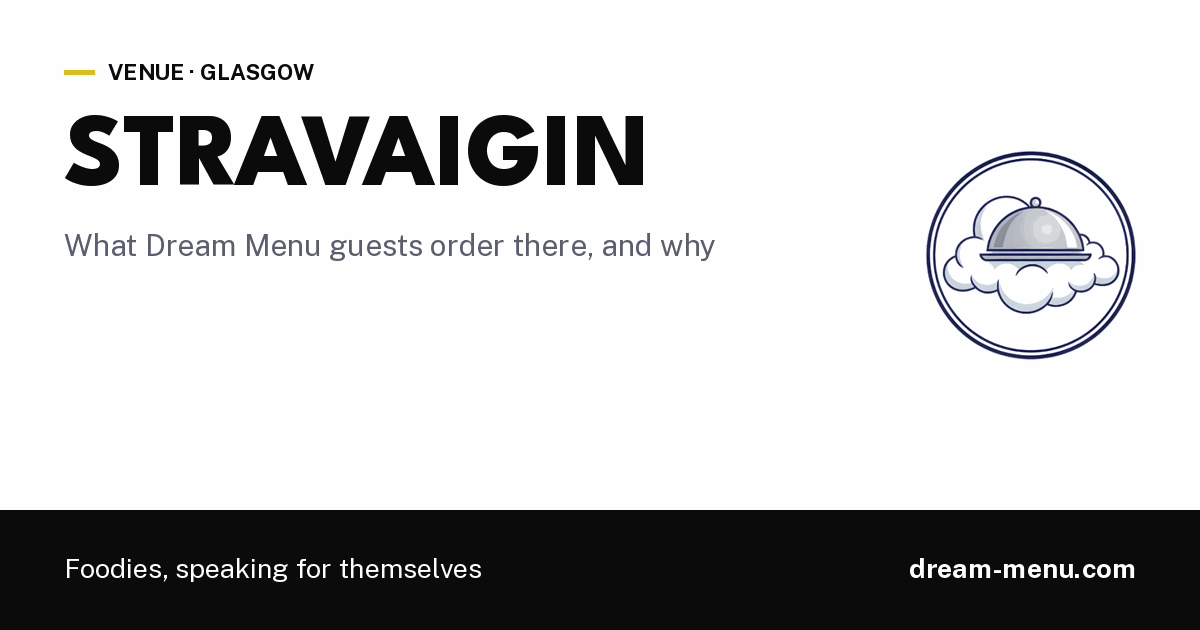 VENUE · GLASGOW
STRAVAIGIN
What Dream Menu guests order there, and why
Foodies, speaking for themselves
dream-menu.com